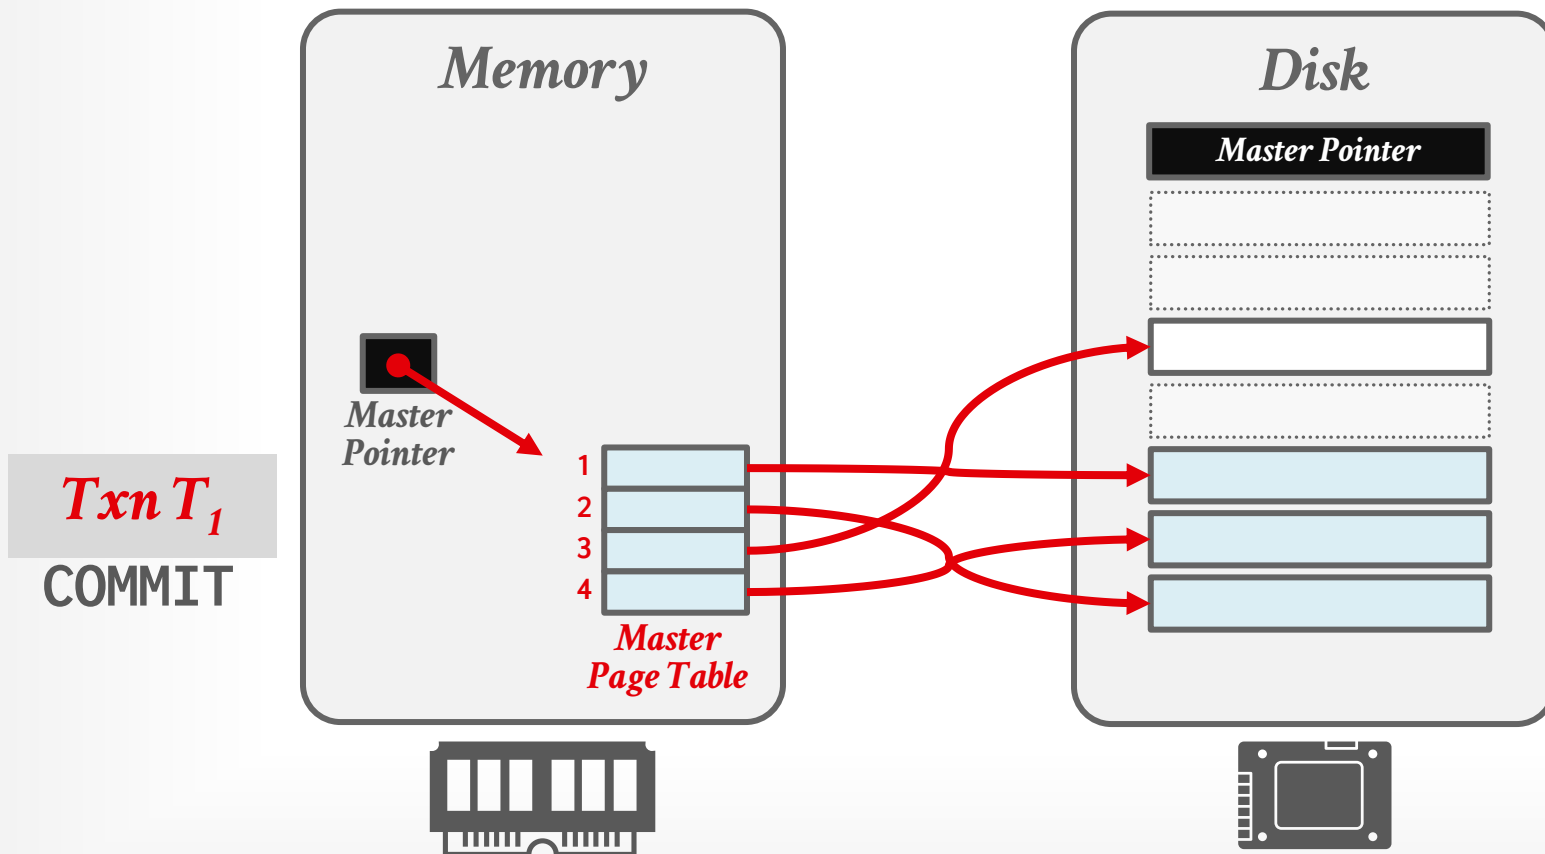 Memory
Disk
Master Pointer
Master
Pointer
Txn T₁
COMMIT
1
2
3
4
Master
Page Table